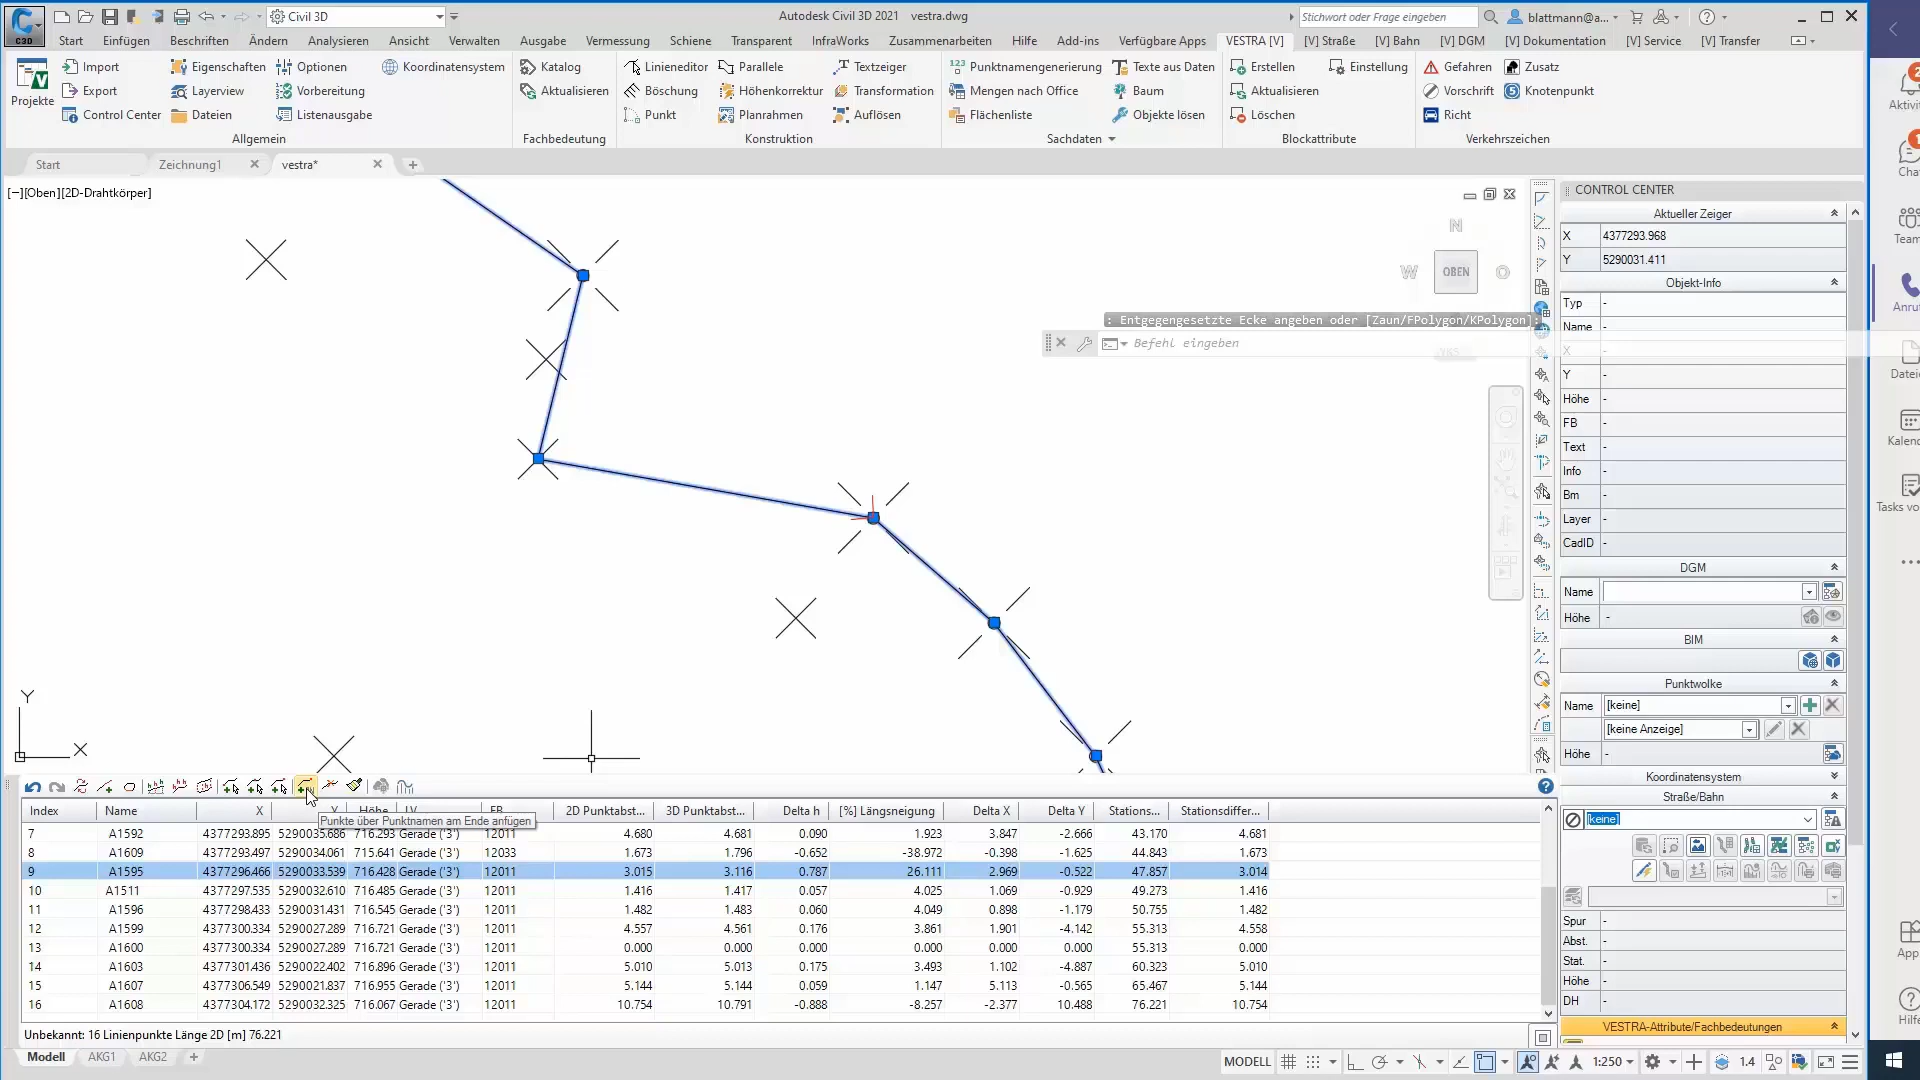 Civil 3D
Autodesk Civil 3D 2021 vestra.dwg
Stichwort oder Frage eingeben
blattmann@a...
C3D
Start Einfügen Beschriften Ändern Analysieren Ansicht Verwalten Ausgabe Vermessung Schiene Transparent InfraWorks Zusammenarbeiten Hilfe Add-ins Verfügbare Apps VESTRA [V] [V] Straße [V] Bahn [V] DGM [V] Dokumentation [V] Service [V] Transfer
Import Eigenschaften Optionen Koordinatensystem Katalog Linieneditor Parallele Textzeiger Punktnamengenerierung Texte aus Daten Erstellen Einstellung Gefahren Zusatz
Projekte Export Layerview Vorbereitung Aktualisieren Böschung Höhenkorrektur Transformation Mengen nach Office Baum Aktualisieren Vorschrift Knotenpunkt
Control Center Dateien Listenausgabe Punkt Planrahmen Auflösen Flächenliste Objekte lösen Löschen Richt
Allgemein Fachbedeutung Konstruktion Sachdaten Blockattribute Verkehrszeichen
Start Zeichnung1 vestra*
[−][Oben][2D-Drahtkörper]
N
W OBEN O
: Entgegengesetzte Ecke angeben oder [Zaun/FPolygon/KPolygon]:
Befehl eingeben
Y
X
CONTROL CENTER
Aktueller Zeiger
X 4377293.968
Y 5290031.411
Objekt-Info
Typ -
Name -
X -
Y -
Höhe -
FB -
Text -
Info -
Bm -
Layer -
CadID -
DGM
Name
Höhe -
BIM
Punktwolke
Name [keine]
[keine Anzeige]
Höhe -
Koordinatensystem
Straße/Bahn
[keine]
Spur -
Abst. -
Stat. -
Höhe -
DH -
VESTRA-Attribute/Fachbedeutungen
Index Name X Y Höhe LV FB 2D Punktabst... 3D Punktabst... Delta h [%] Längsneigung Delta X Delta Y Stations... Stationsdiffer...
Punkte über Punktnamen am Ende anfügen
7 A1592 4377293.895 5290035.686 716.293 Gerade ('3') 12011 4.680 4.681 0.090 1.923 3.847 -2.666 43.170 4.681
8 A1609 4377293.497 5290034.061 715.641 Gerade ('3') 12033 1.673 1.796 -0.652 -38.972 -0.398 -1.625 44.843 1.673
9 A1595 4377296.466 5290033.539 716.428 Gerade ('3') 12011 3.015 3.116 0.787 26.111 2.969 -0.522 47.857 3.014
10 A1511 4377297.535 5290032.610 716.485 Gerade ('3') 12011 1.416 1.417 0.057 4.025 1.069 -0.929 49.273 1.416
11 A1596 4377298.433 5290031.431 716.545 Gerade ('3') 12011 1.482 1.483 0.060 4.049 0.898 -1.179 50.755 1.482
12 A1599 4377300.334 5290027.289 716.721 Gerade ('3') 12011 4.557 4.561 0.176 3.861 1.901 -4.142 55.313 4.558
13 A1600 4377300.334 5290027.289 716.721 Gerade ('3') 12011 0.000 0.000 0.000 0.000 0.000 0.000 55.313 0.000
14 A1603 4377301.436 5290022.402 716.896 Gerade ('3') 12011 5.010 5.013 0.175 3.493 1.102 -4.887 60.323 5.010
15 A1607 4377306.549 5290021.837 716.955 Gerade ('3') 12011 5.144 5.144 0.059 1.147 5.113 -0.565 65.467 5.144
16 A1608 4377304.172 5290032.325 716.067 Gerade ('3') 12011 10.754 10.791 -0.888 -8.257 -2.377 10.488 76.221 10.754
Unbekannt: 16 Linienpunkte Länge 2D [m] 76.221
Modell AKG1 AKG2
MODELL 1:250 1.4
Aktivi
Cha
Team
Anru
Dateie
Kalend
Tasks vo
App
Hilfe